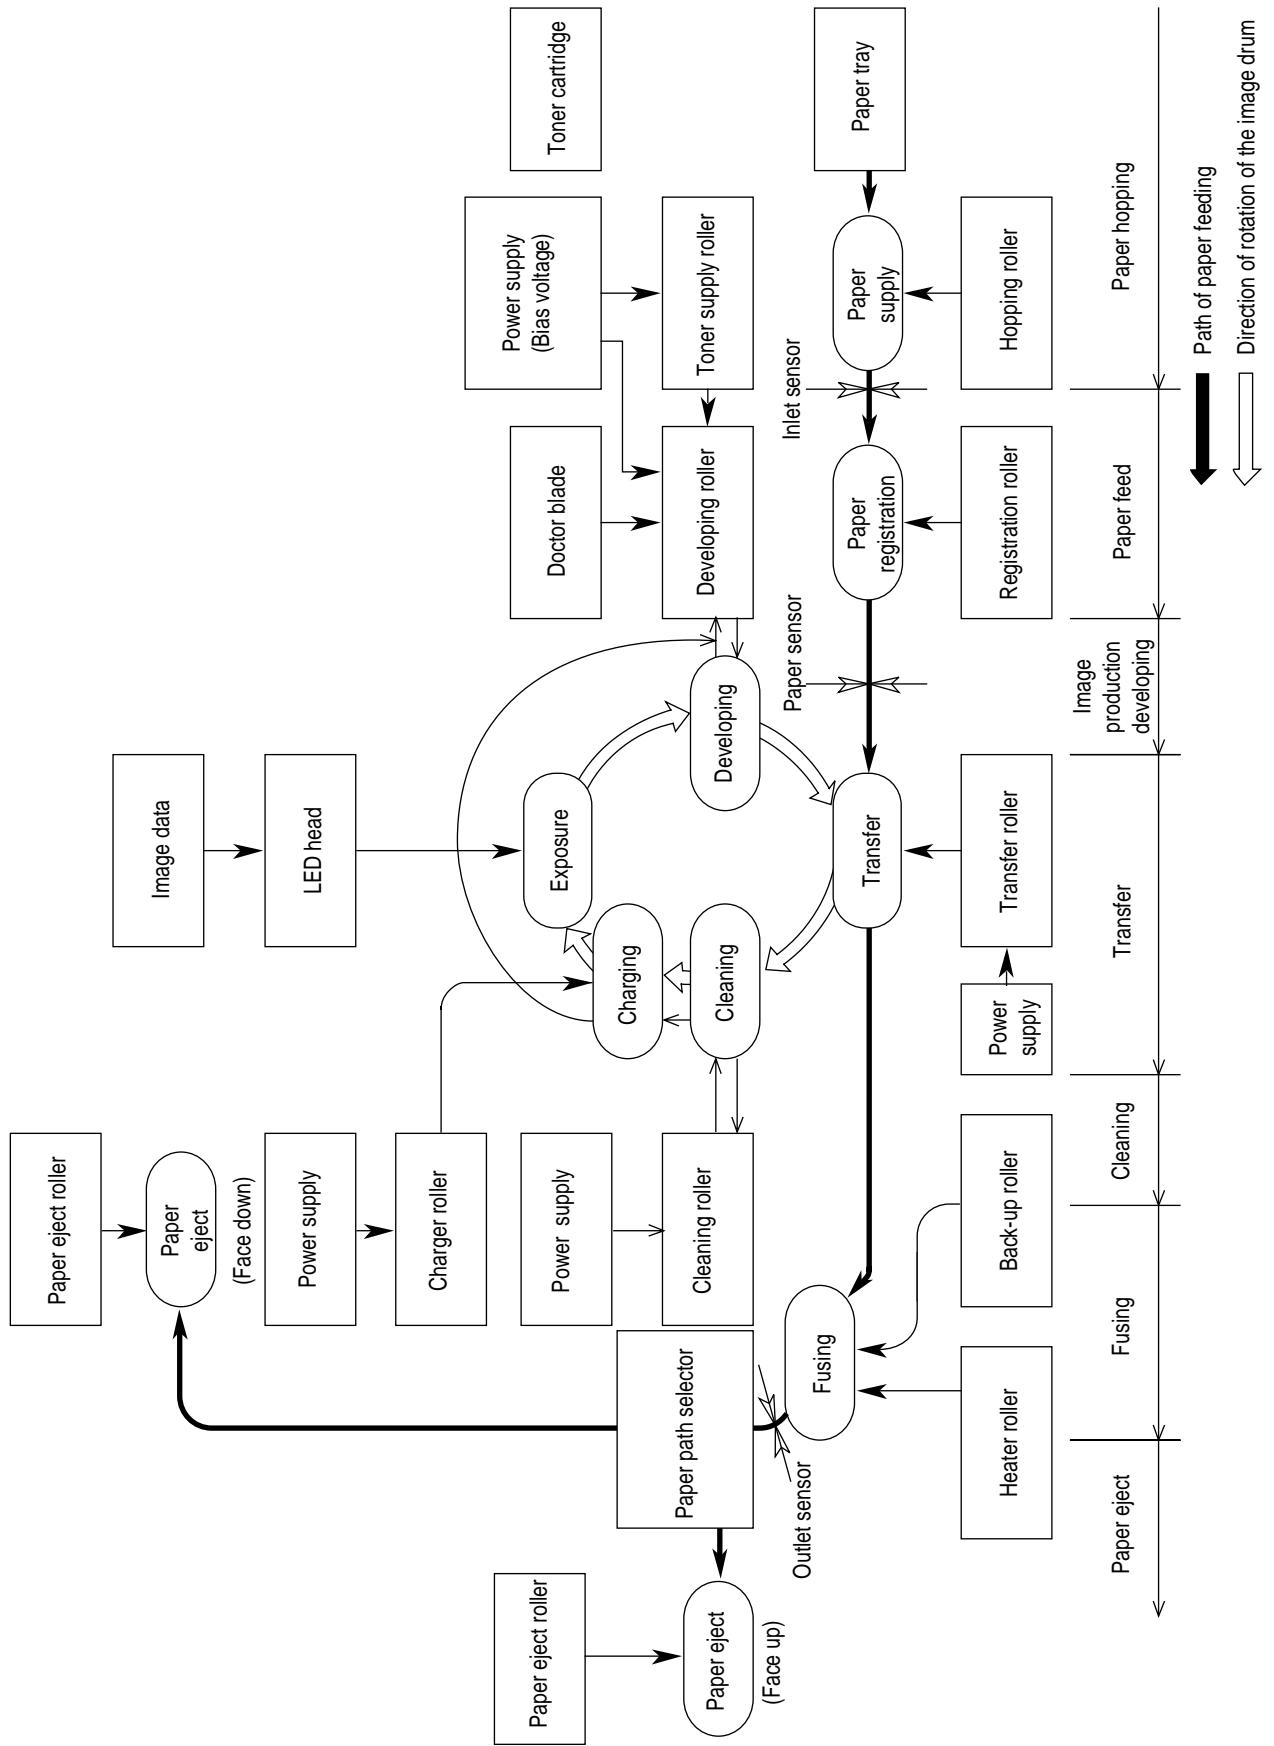 Image data
LED head
Paper eject roller
Paper
eject
(Face down)
Power supply
Charger roller
Power supply
Cleaning roller
Paper path selector
Paper eject roller
Paper eject
(Face up)
Outlet sensor
Exposure
Charging
Cleaning
Developing
Transfer
Doctor blade
Developing roller
Power supply
(Bias voltage)
Toner supply roller
Toner cartridge
Paper tray
Paper
supply
Inlet sensor
Paper
registration
Paper sensor
Fusing
Heater roller
Back-up roller
Power
supply
Transfer roller
Registration roller
Hopping roller
Paper eject
Fusing
Cleaning
Transfer
Image
production
developing
Paper feed
Paper hopping
Path of paper feeding
Direction of rotation of the image drum